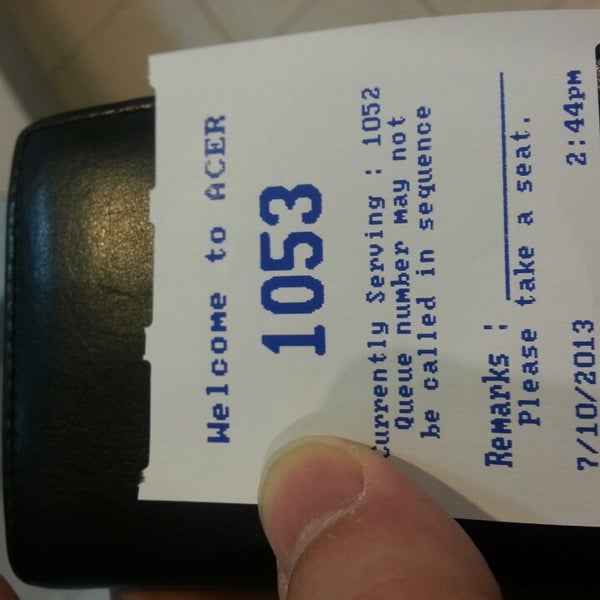 Welcome to ACER
1053
Currently Serving : 1052
Queue number may not
be called in sequence
Remarks :
Please take a seat.
7/10/2013 2:44pm